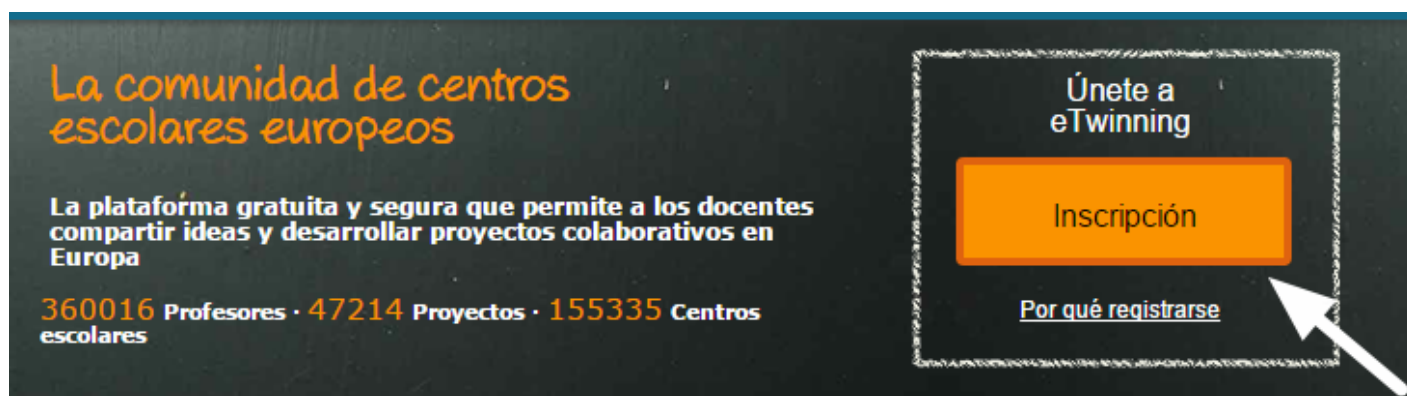 La comunidad de centros
escolares europeos
La plataforma gratuita y segura que permite a los docentes
compartir ideas y desarrollar proyectos colaborativos en
Europa
360016 Profesores · 47214 Proyectos · 155335 Centros
escolares
Únete a
eTwinning
Inscripción
Por qué registrarse